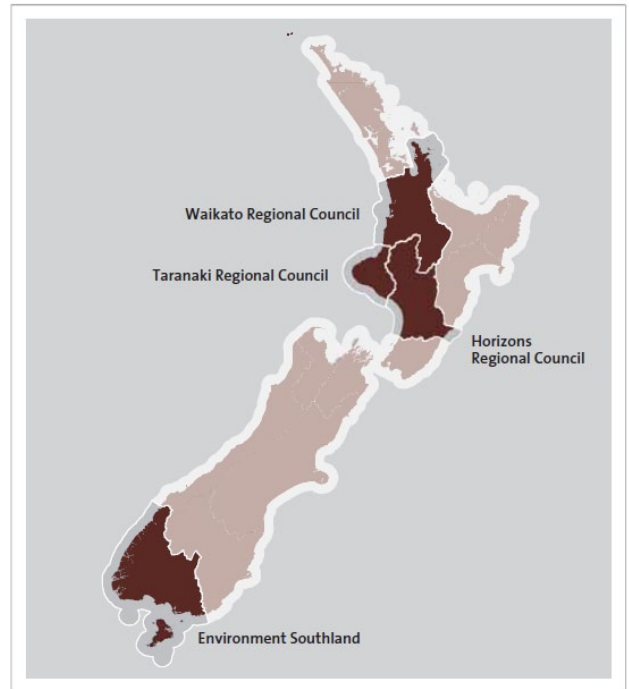 Waikato Regional Council
Taranaki Regional Council
Horizons
Regional Council
Environment Southland